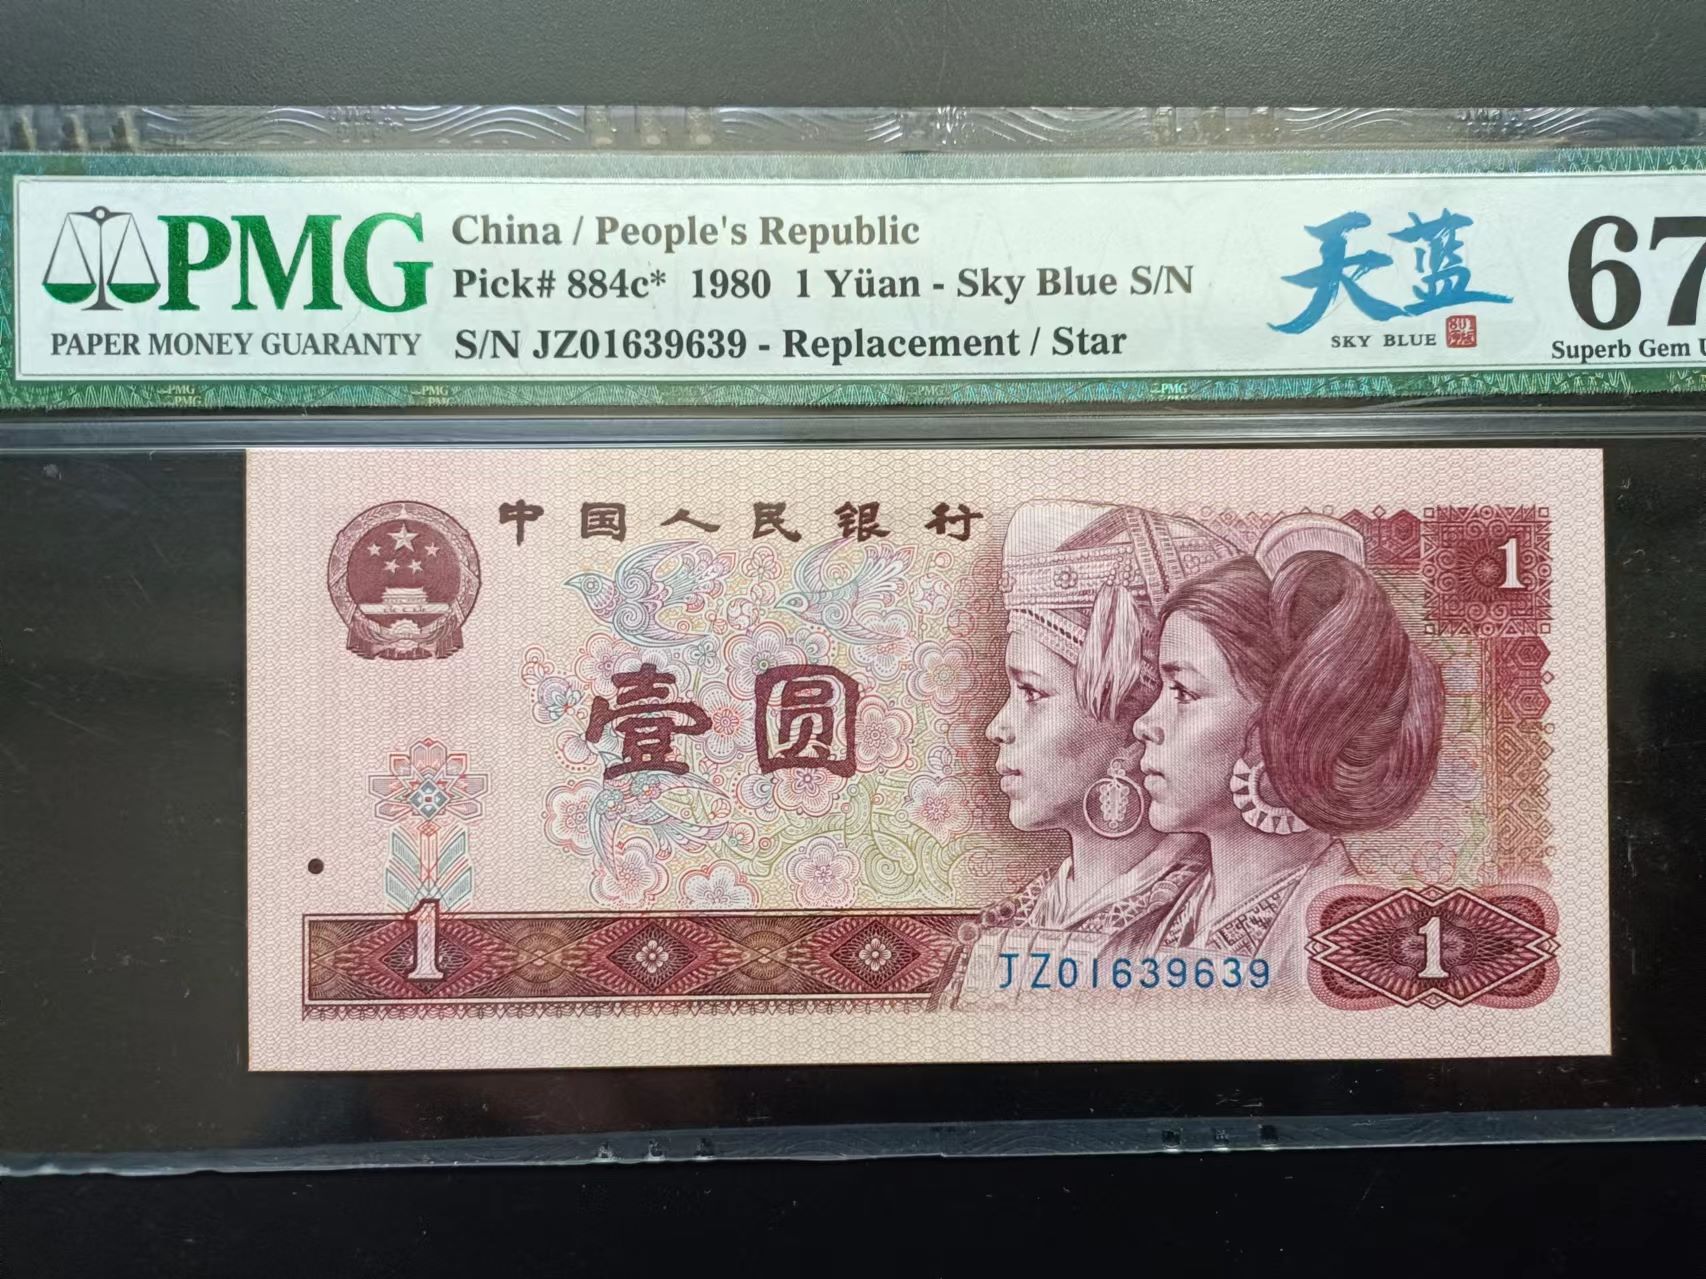 PMG
PAPER MONEY GUARANTY
China / People's Republic
Pick# 884c* 1980 1 Yüan - Sky Blue S/N
S/N JZ01639639 - Replacement / Star
天蓝
SKY BLUE
67
Superb Gem
中国人民银行
1
壹圆
1
JZ01639639
1